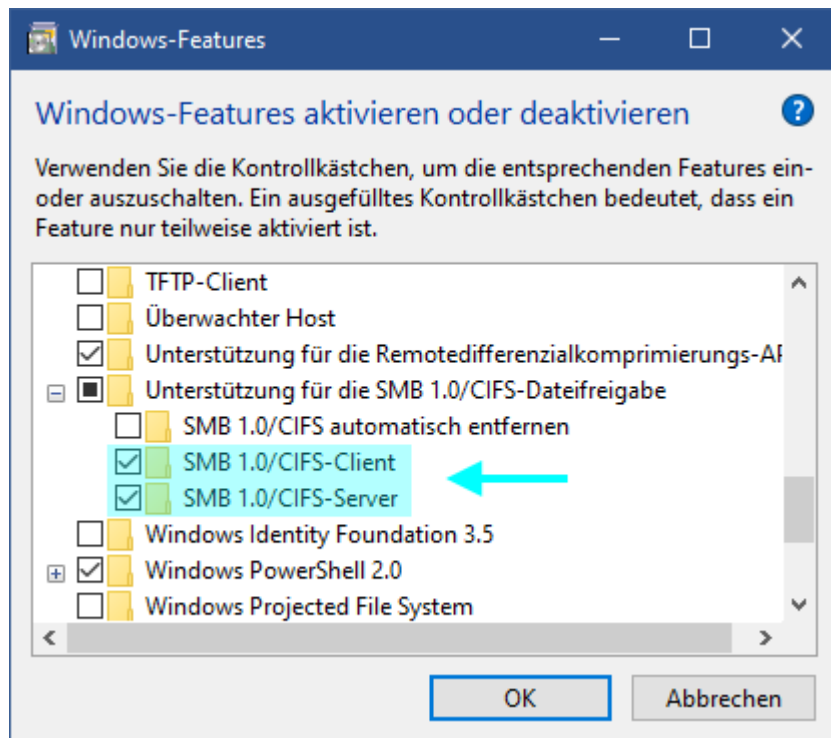 Windows-Features
Windows-Features aktivieren oder deaktivieren
?
Verwenden Sie die Kontrollkästchen, um die entsprechenden Features ein-
oder auszuschalten. Ein ausgefülltes Kontrollkästchen bedeutet, dass ein
Feature nur teilweise aktiviert ist.
TFTP-Client
Überwachter Host
Unterstützung für die Remotedifferenzialkomprimierungs-
Unterstützung für die SMB 1.0/CIFS-Dateifreigabe
SMB 1.0/CIFS automatisch entfernen
SMB 1.0/CIFS-Client
SMB 1.0/CIFS-Server
Windows Identity Foundation 3.5
Windows PowerShell 2.0
Windows Projected File System
OK Abbrechen